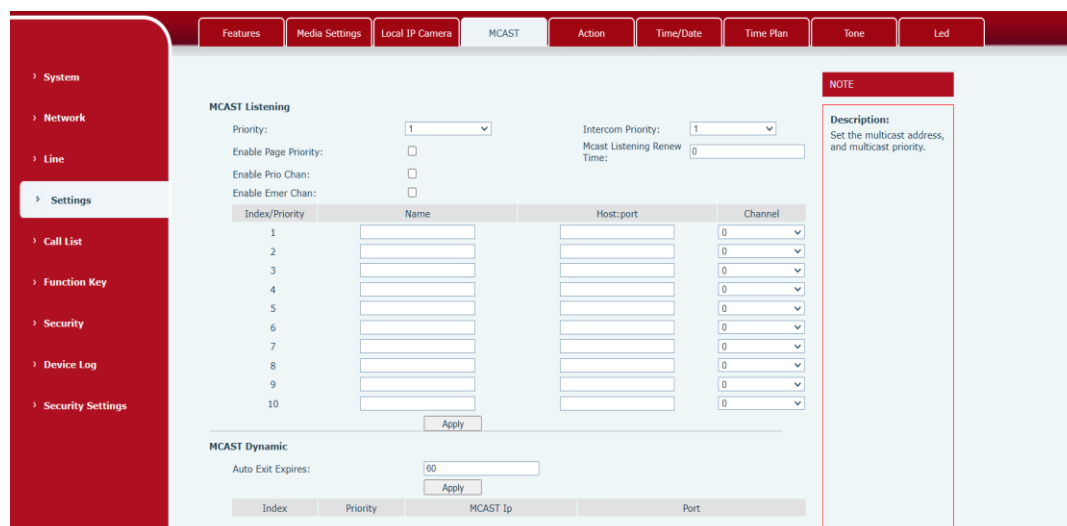 Features Media Settings Local IP Camera MCAST Action Time/Date Time Plan Tone Led
› System
› Network
› Line
› Settings
› Call List
› Function Key
› Security
› Device Log
› Security Settings
MCAST Listening
Priority: 1 Intercom Priority: 1
Enable Page Priority: Mcast Listening Renew Time: 0
Enable Prio Chan:
Enable Emer Chan:
Index/Priority Name Host:port Channel
1 0
2 0
3 0
4 0
5 0
6 0
7 0
8 0
9 0
10 0
Apply
MCAST Dynamic
Auto Exit Expires: 60
Apply
Index Priority MCAST Ip Port
NOTE
Description:
Set the multicast address,
and multicast priority.